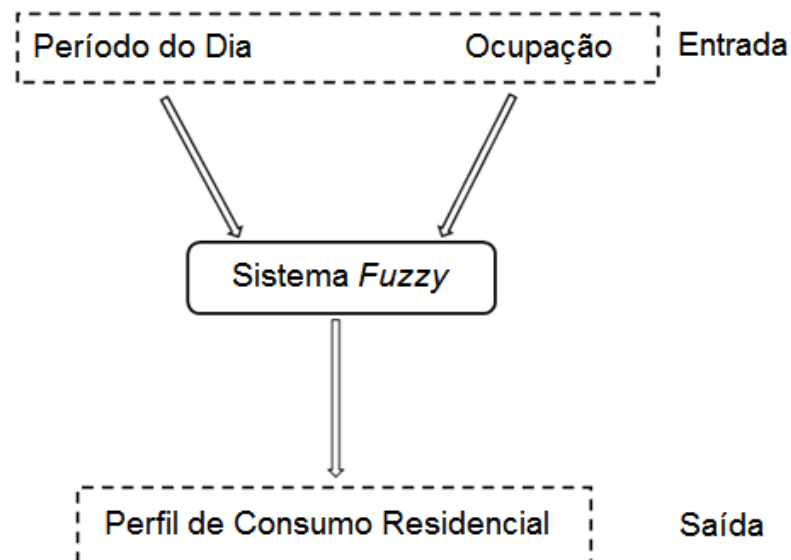 Período do Dia Ocupação Entrada
Sistema Fuzzy
Perfil de Consumo Residencial Saída